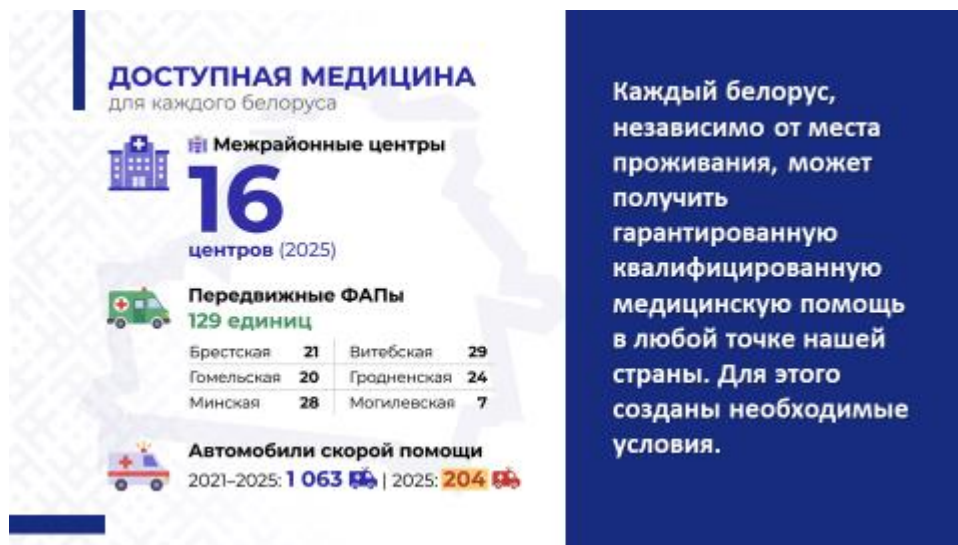 ДОСТУПНАЯ МЕДИЦИНА
для каждого белоруса
Межрайонные центры
16
центров (2025)
Передвижные ФАПы
129 единиц
Брестская 21 Витебская 29
Гомельская 20 Гродненская 24
Минская 28 Могилевская 7
Автомобили скорой помощи
2021–2025: 1 063 | 2025: 204
Каждый белорус,
независимо от места
проживания, может
получить
гарантированную
квалифицированную
медицинскую помощь
в любой точке нашей
страны. Для этого
созданы необходимые
условия.